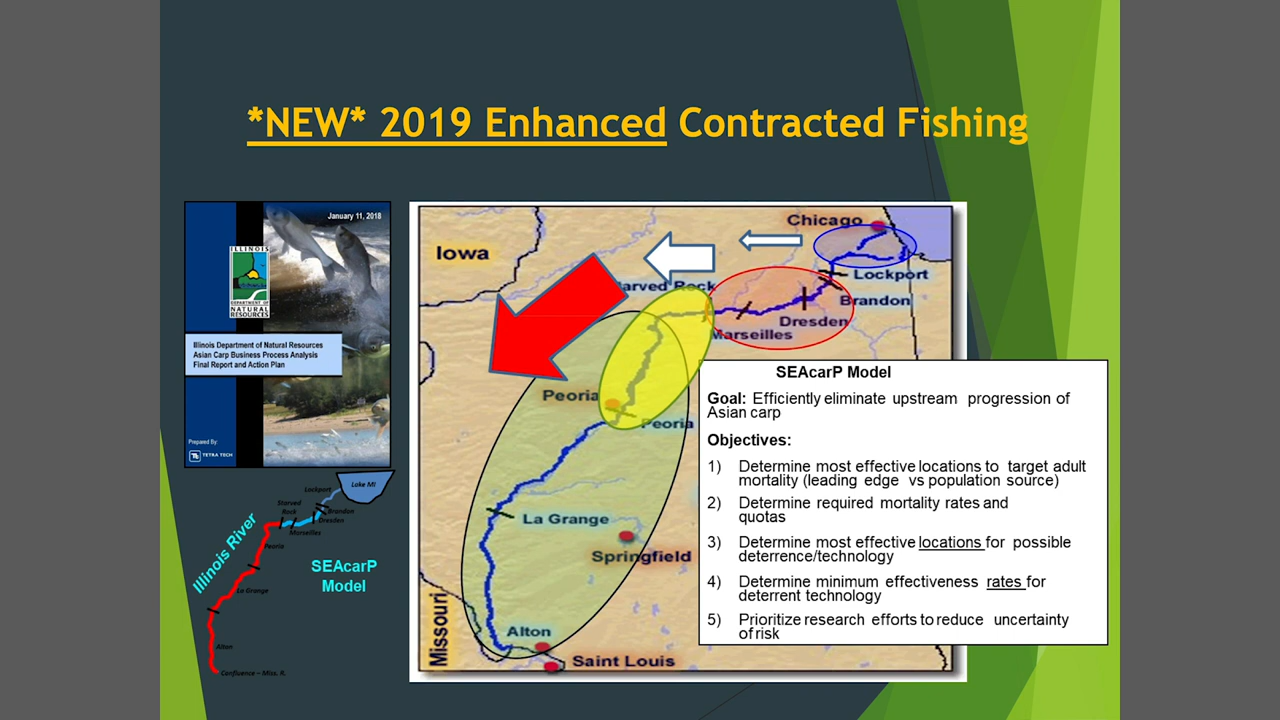 *NEW* 2019 Enhanced Contracted Fishing
January 11, 2018
ILLINOIS
DEPARTMENT OF
NATURAL
RESOURCES
Illinois Department of Natural Resources
Asian Carp Business Process Analysis
Final Report and Action Plan
Prepared By:
TETRA TECH
Lake MI
Lockport
Starved
Rock
Brandon
Dresden
Marseilles
Peoria
La Grange
Alton
Confluence – Miss. R.
Illinois River
SEAcarP
Model
Chicago
Iowa
Lockport
arved Rock
Brandon
Dresden
Marseilles
Peoria
Peoria
La Grange
Springfield
Missouri
Alton
Saint Louis
SEAcarP Model
Goal: Efficiently eliminate upstream progression of
Asian carp
Objectives:
1) Determine most effective locations to target adult
mortality (leading edge vs population source)
2) Determine required mortality rates and
quotas
3) Determine most effective locations for possible
deterrence/technology
4) Determine minimum effectiveness rates for
deterrent technology
5) Prioritize research efforts to reduce uncertainty
of risk